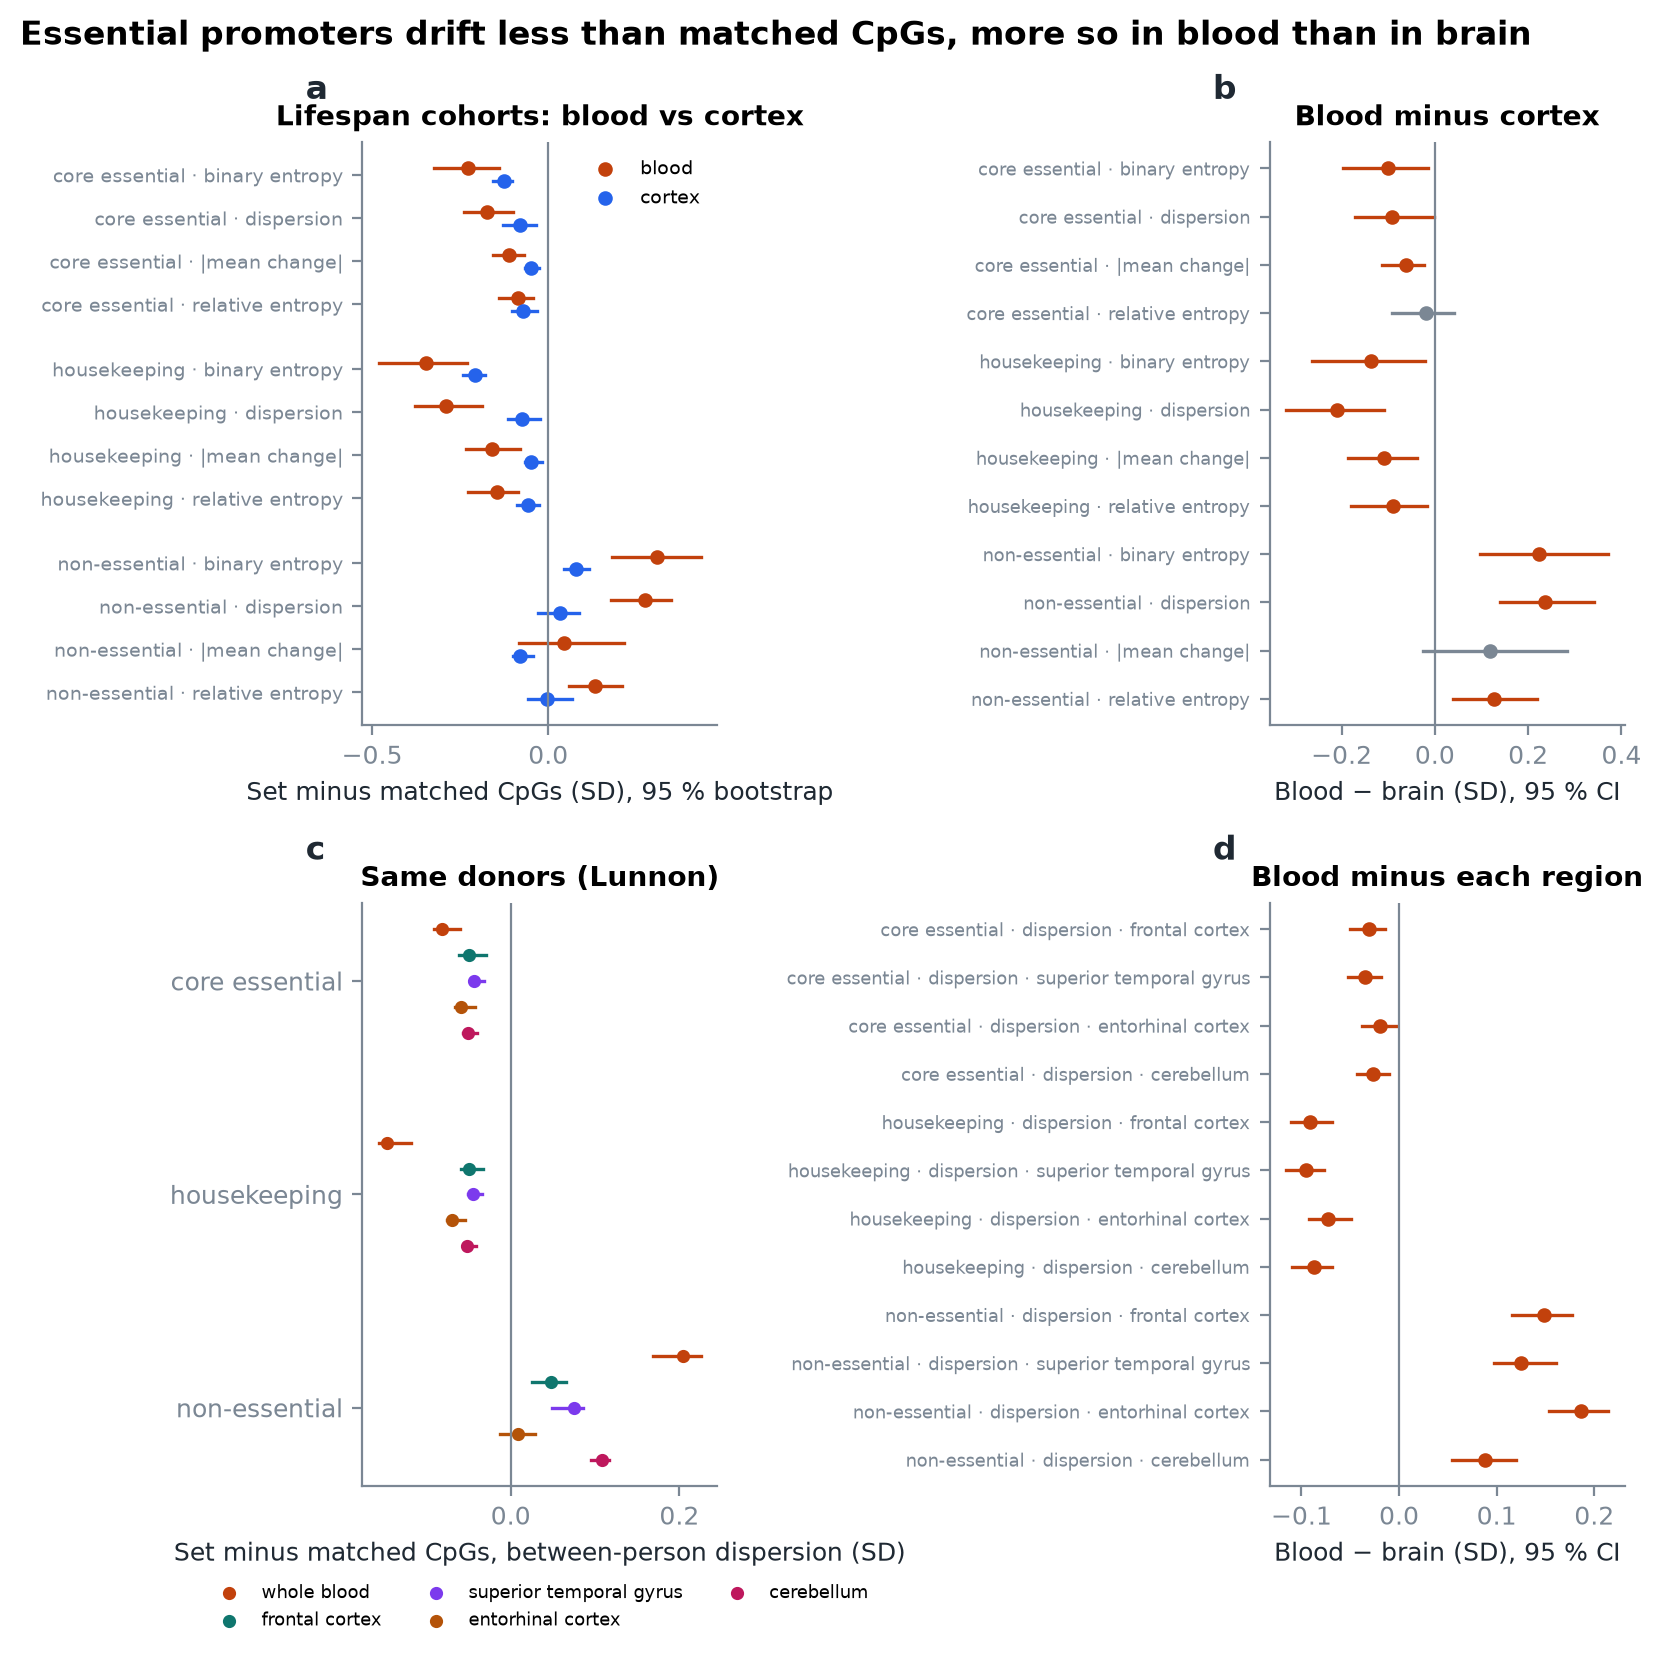 Essential promoters drift less than matched CpGs, more so in blood than in brain
a
Lifespan cohorts: blood vs cortex
core essential · binary entropy
core essential · dispersion
core essential · |mean change|
core essential · relative entropy
housekeeping · binary entropy
housekeeping · dispersion
housekeeping · |mean change|
housekeeping · relative entropy
non-essential · binary entropy
non-essential · dispersion
non-essential · |mean change|
non-essential · relative entropy
blood
cortex
−0.5 0.0
Set minus matched CpGs (SD), 95 % bootstrap
b
Blood minus cortex
core essential · binary entropy
core essential · dispersion
core essential · |mean change|
core essential · relative entropy
housekeeping · binary entropy
housekeeping · dispersion
housekeeping · |mean change|
housekeeping · relative entropy
non-essential · binary entropy
non-essential · dispersion
non-essential · |mean change|
non-essential · relative entropy
−0.2 0.0 0.2 0.4
Blood − brain (SD), 95 % CI
c
Same donors (Lunnon)
core essential
housekeeping
non-essential
0.0 0.2
Set minus matched CpGs, between-person dispersion (SD)
whole blood superior temporal gyrus cerebellum
frontal cortex entorhinal cortex
d
Blood minus each region
core essential · dispersion · frontal cortex
core essential · dispersion · superior temporal gyrus
core essential · dispersion · entorhinal cortex
core essential · dispersion · cerebellum
housekeeping · dispersion · frontal cortex
housekeeping · dispersion · superior temporal gyrus
housekeeping · dispersion · entorhinal cortex
housekeeping · dispersion · cerebellum
non-essential · dispersion · frontal cortex
non-essential · dispersion · superior temporal gyrus
non-essential · dispersion · entorhinal cortex
non-essential · dispersion · cerebellum
−0.1 0.0 0.1 0.2
Blood − brain (SD), 95 % CI